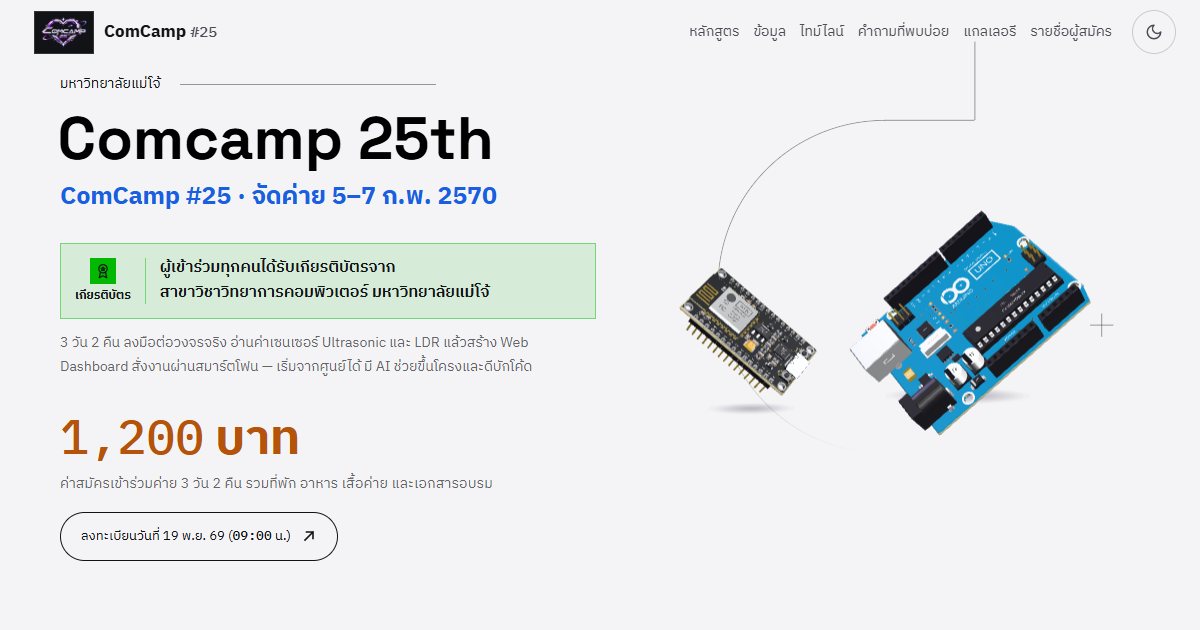 COMCAMP
ComCamp #25
หลักสูตร ข้อมูล ไทม์ไลน์ คำถามที่พบบ่อย แกลเลอรี รายชื่อผู้สมัคร
มหาวิทยาลัยแม่โจ้
Comcamp 25th
ComCamp #25 · จัดค่าย 5–7 ก.พ. 2570
เกียรติบัตร
ผู้เข้าร่วมทุกคนได้รับเกียรติบัตรจาก
สาขาวิชาวิทยาการคอมพิวเตอร์ มหาวิทยาลัยแม่โจ้
3 วัน 2 คืน ลงมือต่อวงจรจริง อ่านค่าเซนเซอร์ Ultrasonic และ LDR แล้วสร้าง Web
Dashboard สั่งงานผ่านสมาร์ตโฟน — เริ่มจากศูนย์ได้ มี AI ช่วยขึ้นโครงและดีบักโค้ด
1,200 บาท
ค่าสมัครเข้าร่วมค่าย 3 วัน 2 คืน รวมที่พัก อาหาร เสื้อค่าย และเอกสารอบรม
ลงทะเบียนวันที่ 19 พ.ย. 69 (09:00 น.)
UNO
ARDUINO